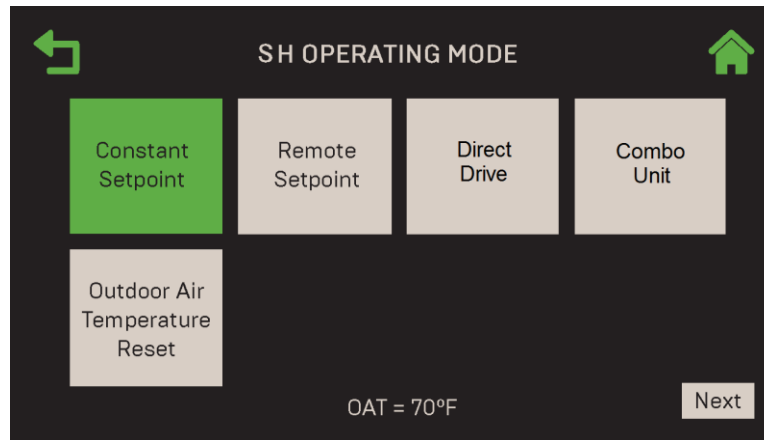 SH OPERATING MODE
Constant
Setpoint
Remote
Setpoint
Direct
Drive
Combo
Unit
Outdoor Air
Temperature
Reset
OAT = 70ºF
Next